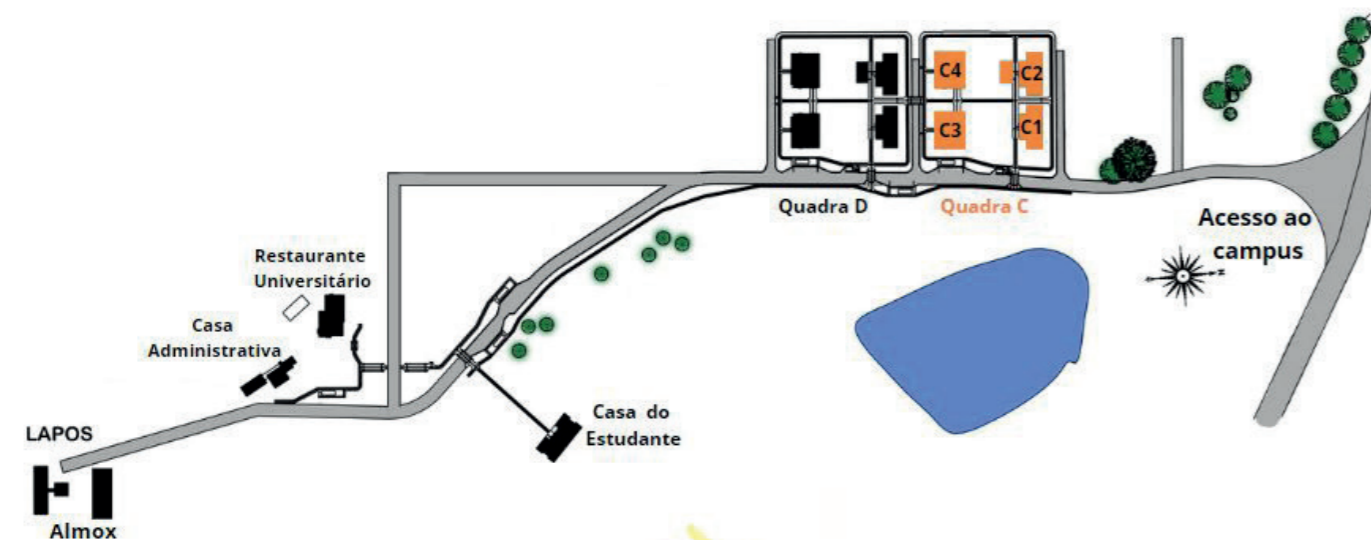 C4
C2
C3
C1
Quadra D
Quadra C
Acesso ao
campus
Restaurante
Universitário
Casa
Administrativa
Casa do
Estudante
LAPOS
Almox